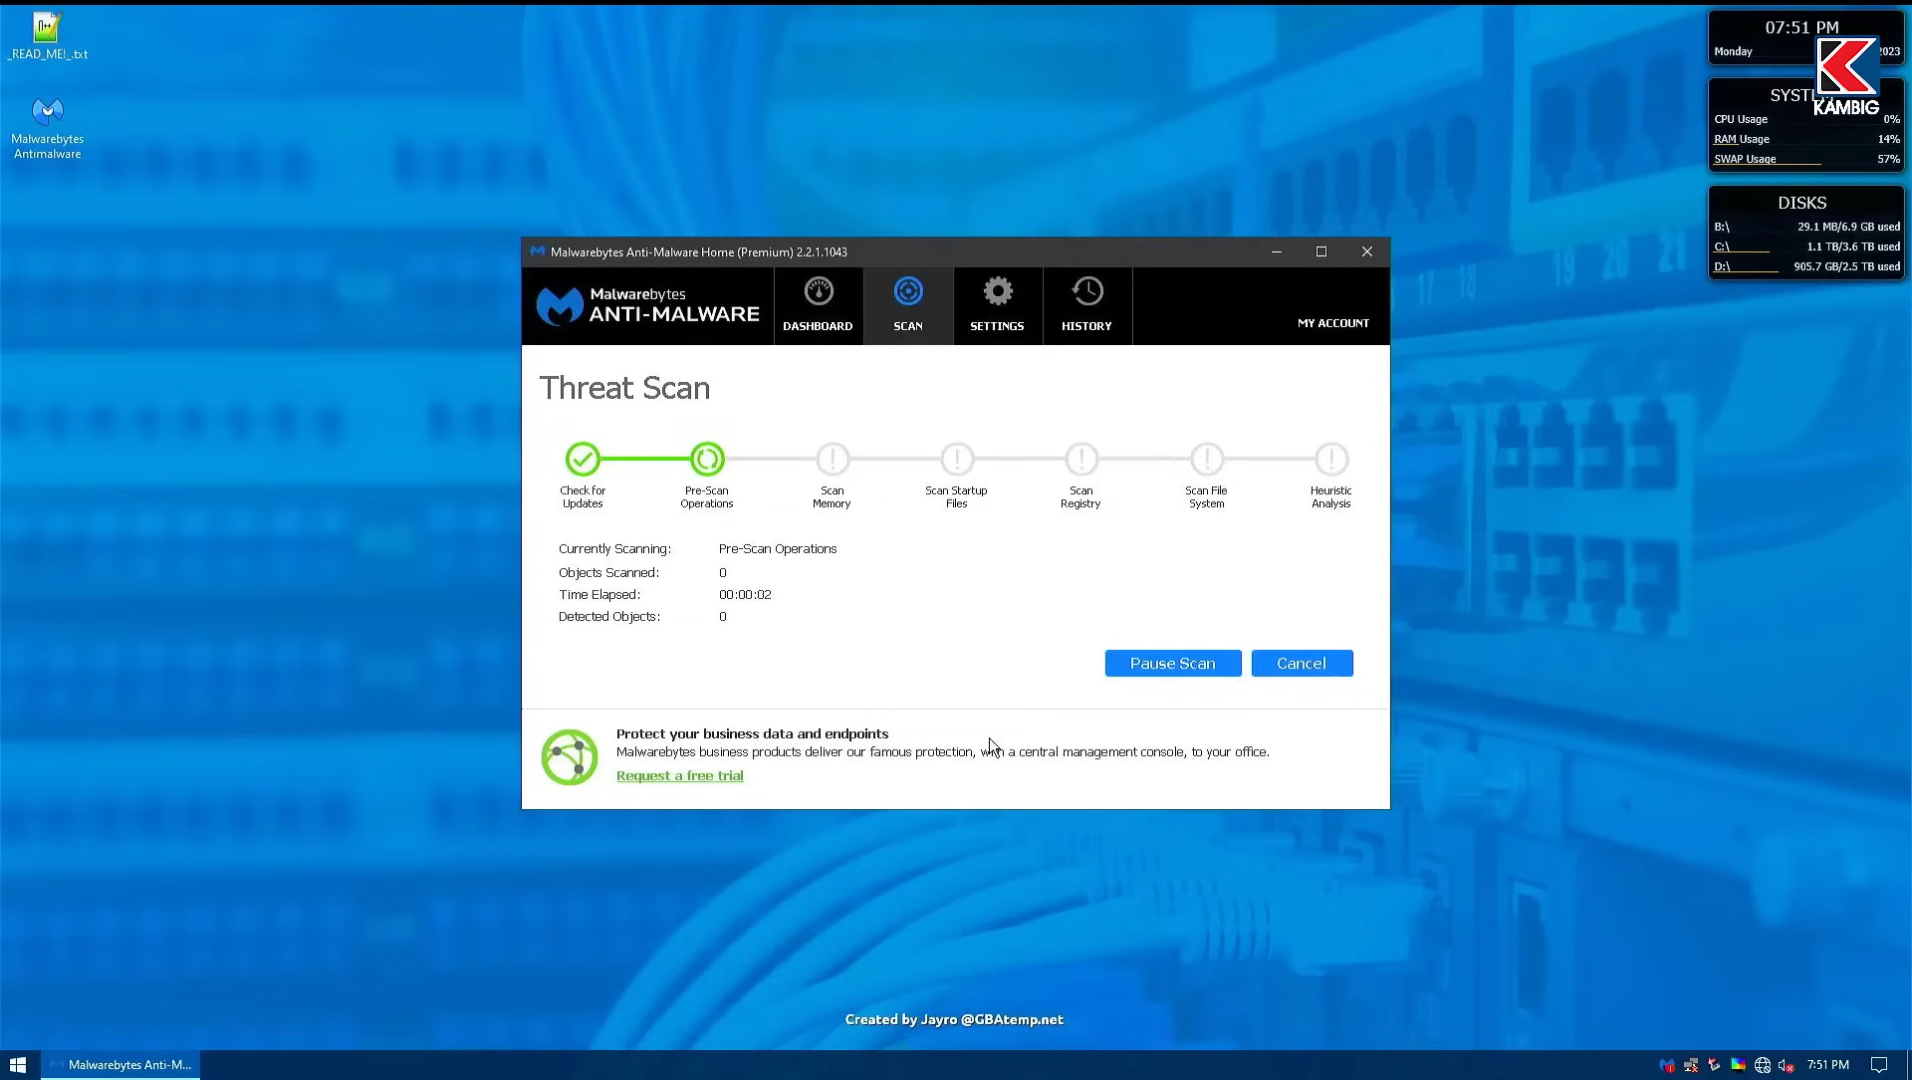 _READ_ME!_.txt
Malwarebytes
Antimalware
07:51 PM
Monday
2023
KAMBIG
CPU Usage 0%
RAM Usage 14%
SWAP Usage 57%
DISKS
B:\ 29.1 MB/6.9 GB used
C:\ 1.1 TB/3.6 TB used
D:\ 905.7 GB/2.5 TB used
Malwarebytes Anti-Malware Home (Premium) 2.2.1.1043
Malwarebytes
ANTI-MALWARE
DASHBOARD
SCAN
SETTINGS
HISTORY
MY ACCOUNT
Threat Scan
Check for
Updates
Pre-Scan
Operations
Scan
Memory
Scan Startup
Files
Scan
Registry
Scan File
System
Heuristic
Analysis
Currently Scanning: Pre-Scan Operations
Objects Scanned: 0
Time Elapsed: 00:00:02
Detected Objects: 0
Pause Scan
Cancel
Protect your business data and endpoints
Malwarebytes business products deliver our famous protection, with a central management console, to your office.
Request a free trial
Created by Jayro @GBAtemp.net
Malwarebytes Anti-M...
7:51 PM